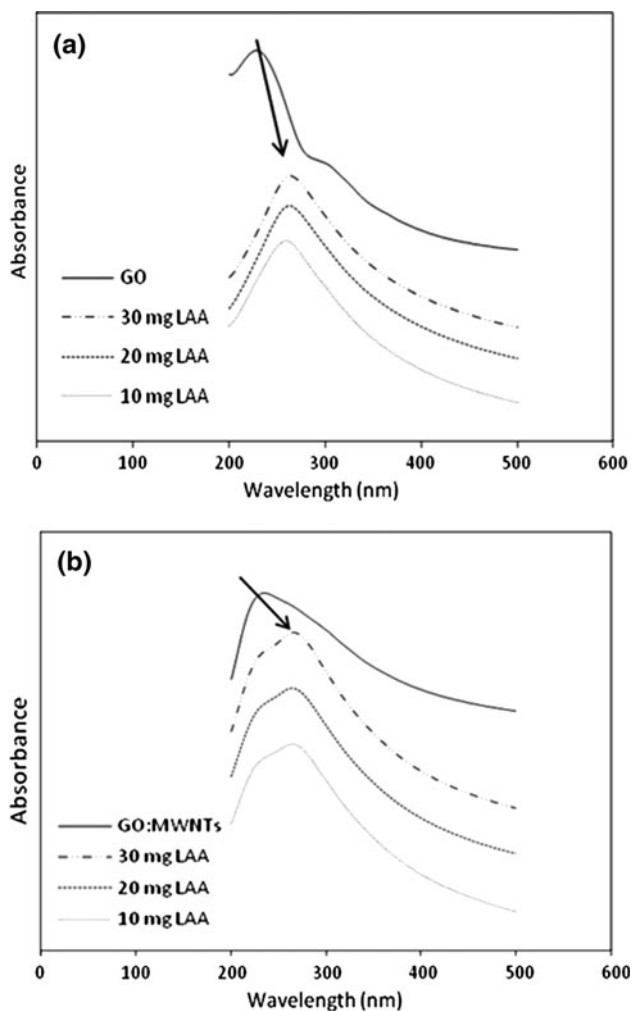 (a)
Absorbance
GO
30 mg LAA
20 mg LAA
10 mg LAA
0 100 200 300 400 500 600
Wavelength (nm)
(b)
Absorbance
GO:MWNTs
30 mg LAA
20 mg LAA
10 mg LAA
0 100 200 300 400 500 600
Wavelength (nm)